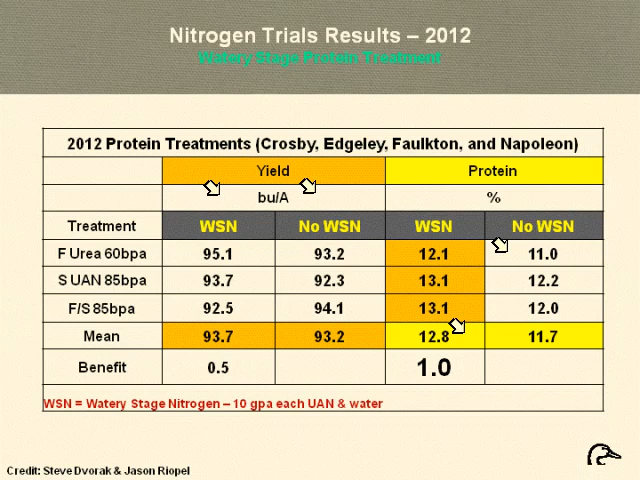 Nitrogen Trials Results – 2012
Watery Stage Protein Treatment
2012 Protein Treatments (Crosby, Edgeley, Faulkton, and Napoleon)
Yield Protein
bu/A %
Treatment WSN No WSN WSN No WSN
F Urea 60bpa 95.1 93.2 12.1 11.0
S UAN 85bpa 93.7 92.3 13.1 12.2
F/S 85bpa 92.5 94.1 13.1 12.0
Mean 93.7 93.2 12.8 11.7
Benefit 0.5 1.0
WSN = Watery Stage Nitrogen – 10 gpa each UAN & water
Credit: Steve Dvorak & Jason Riopel